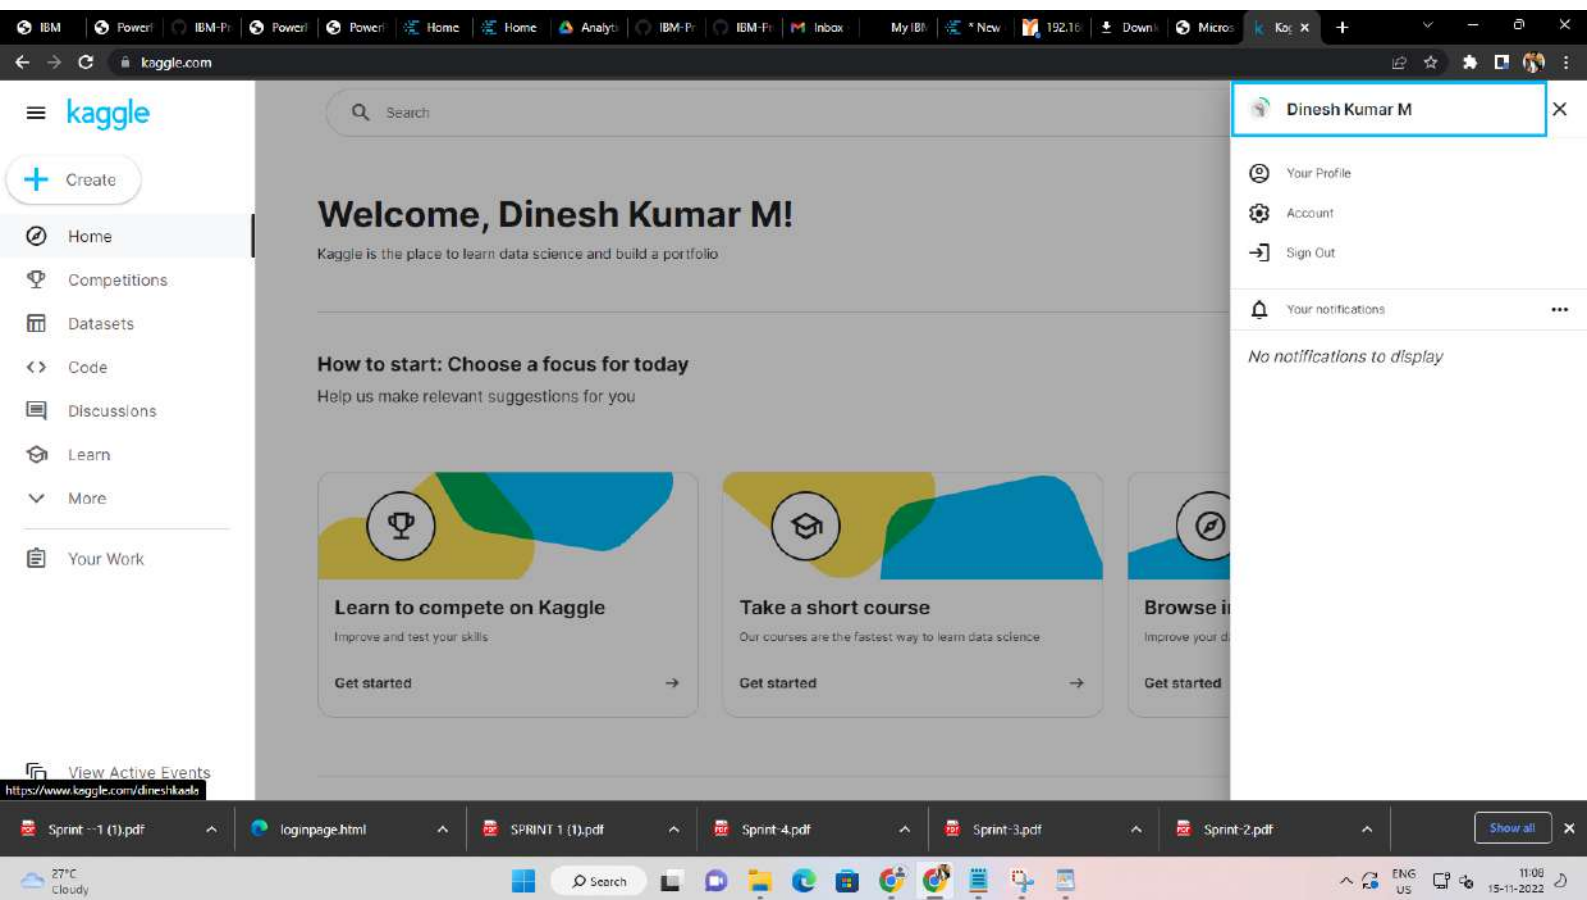 IBM PowerI IBM-Pr PowerI PowerI Home Home Analyti IBM-Pr IBM-Pr Inbox My IBM * New 192.16 Downl Micros Kag
kaggle.com
kaggle
Search
Dinesh Kumar M
Create
Your Profile
Welcome, Dinesh Kumar M!
Account
Home
Kaggle is the place to learn data science and build a portfolio
Sign Out
Competitions
Your notifications
Datasets
How to start: Choose a focus for today
No notifications to display
Code
Help us make relevant suggestions for you
Discussions
Learn
More
Your Work
Learn to compete on Kaggle
Improve and test your skills
Get started
Take a short course
Our courses are the fastest way to learn data science
Get started
Browse i
Improve your d
Get started
View Active Events
https://www.kaggle.com/dineshkaala
Sprint --1 (1).pdf loginpage.html SPRINT 1 (1).pdf Sprint-4.pdf Sprint-3.pdf Sprint-2.pdf Show all
27°C
Cloudy
Search
ENG
US
11:08
15-11-2022